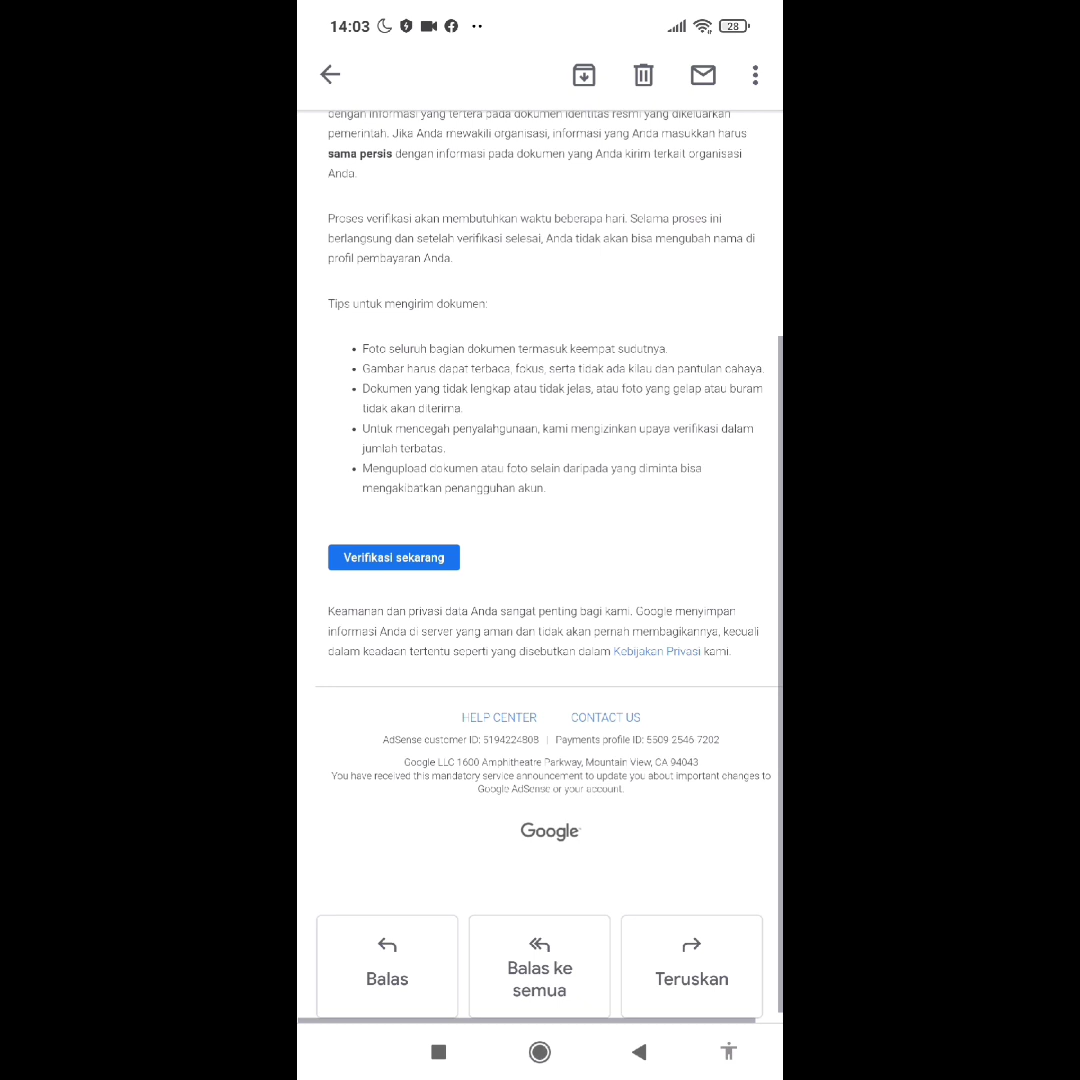 14:03
28
dengan informasi yang tertera pada dokumen identitas resmi yang dikeluarkan
pemerintah. Jika Anda mewakili organisasi, informasi yang Anda masukkan harus
sama persis dengan informasi pada dokumen yang Anda kirim terkait organisasi
Anda.
Proses verifikasi akan membutuhkan waktu beberapa hari. Selama proses ini
berlangsung dan setelah verifikasi selesai, Anda tidak akan bisa mengubah nama di
profil pembayaran Anda.
Tips untuk mengirim dokumen:
• Foto seluruh bagian dokumen termasuk keempat sudutnya.
• Gambar harus dapat terbaca, fokus, serta tidak ada kilau dan pantulan cahaya.
• Dokumen yang tidak lengkap atau tidak jelas, atau foto yang gelap atau buram
tidak akan diterima.
• Untuk mencegah penyalahgunaan, kami mengizinkan upaya verifikasi dalam
jumlah terbatas.
• Mengupload dokumen atau foto selain daripada yang diminta bisa
mengakibatkan penangguhan akun.
Verifikasi sekarang
Keamanan dan privasi data Anda sangat penting bagi kami. Google menyimpan
informasi Anda di server yang aman dan tidak akan pernah membagikannya, kecuali
dalam keadaan tertentu seperti yang disebutkan dalam Kebijakan Privasi kami.
HELP CENTER CONTACT US
AdSense customer ID: 5194224808 | Payments profile ID: 5509-2546-7202
Google LLC 1600 Amphitheatre Parkway, Mountain View, CA 94043
You have received this mandatory service announcement to update you about important changes to
Google AdSense or your account.
Google
Balas
Balas ke
semua
Teruskan